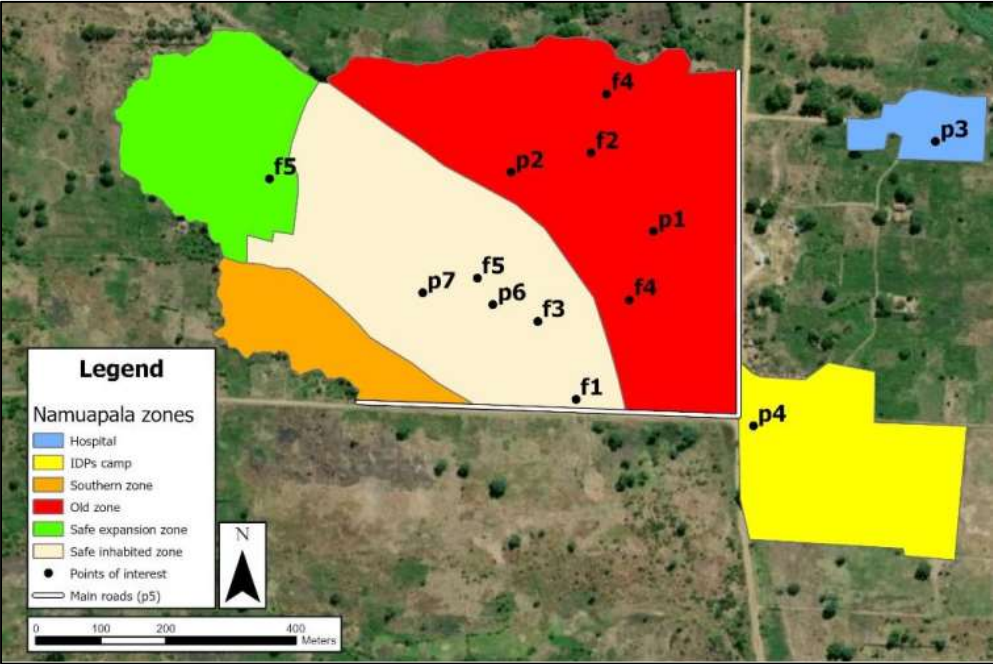 f4
p3
f2
p2
f5
p1
f5
p7
p6
f4
f3
f1
p4
Legend
Namuapala zones
Hospital
IDPs camp
Southern zone
Old zone
Safe expansion zone
Safe inhabited zone
Points of interest
Main roads (p5)
N
0 100 200 400
Meters